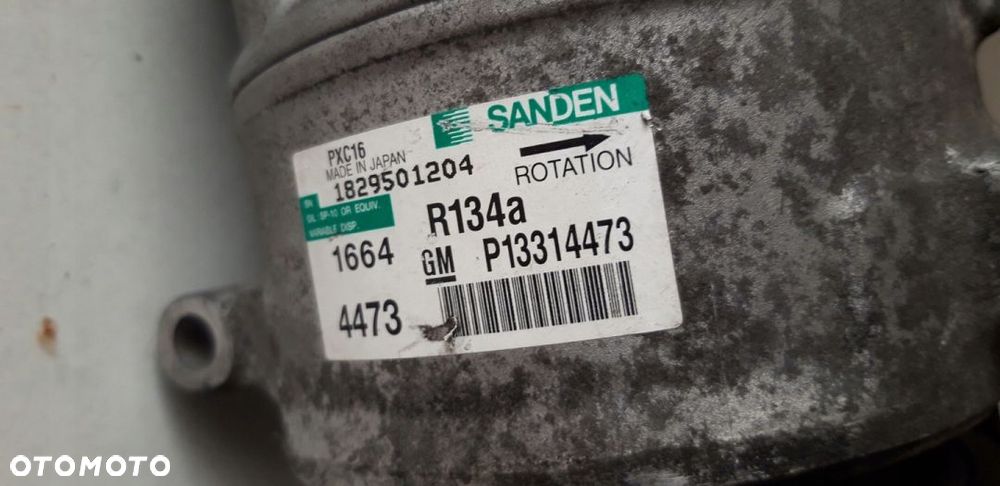 SANDEN
PXC16
MADE IN JAPAN
ROTATION
SN 1829501204
OIL: SP-10 OR EQUIV.
VARIABLE DISP.
R134a
1664
GM P13314473
4473
OTOMOTO